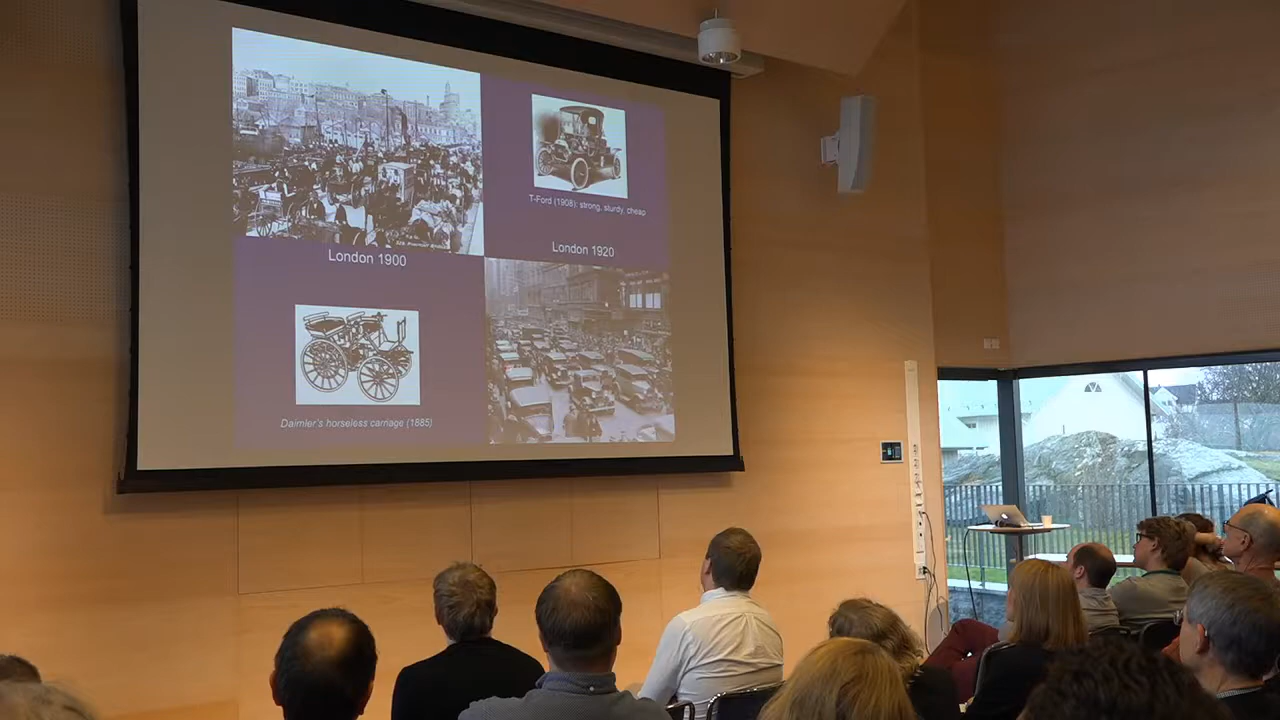 London 1900
T-Ford (1908): strong, sturdy, cheap
London 1920
Daimler's horseless carriage (1885)